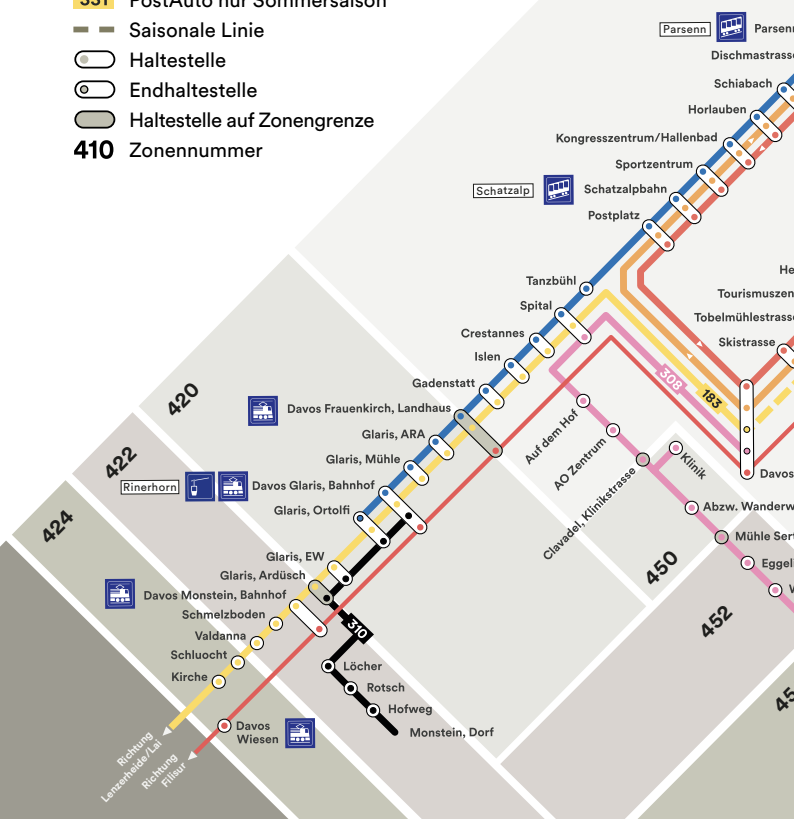 331 PostAuto nur Sommersaison
Saisonale Linie
Haltestelle
Endhaltestelle
Haltestelle auf Zonengrenze
410 Zonennummer
Parsenn
Dischmastrasse
Schiabach
Horlauben
Kongresszentrum/Hallenbad
Sportzentrum
Schatzalp
Schatzalpbahn
Postplatz
Tanzbühl
Spital
Crestannes
Islen
Gadenstatt
Tourismuszen
Tobelmühlestrasse
Skistrasse
308
183
420
Davos Frauenkirch, Landhaus
Glaris, ARA
Glaris, Mühle
422
Rinerhorn
Davos Glaris, Bahnhof
Glaris, Ortolfi
424
Glaris, EW
Glaris, Ardüsch
Davos Monstein, Bahnhof
Schmelzboden
Valdanna
Schluocht
Kirche
310
Löcher
Rotsch
Hofweg
Monstein, Dorf
Davos
Wiesen
Richtung
Lenzerheide/Lai
Richtung
Filisur
Auf dem Hof
AO Zentrum
Clavadel, Klinikstrasse
Klinik
Davos
Abzw. Wanderw
Mühle Sert
Eggel
450
452
45